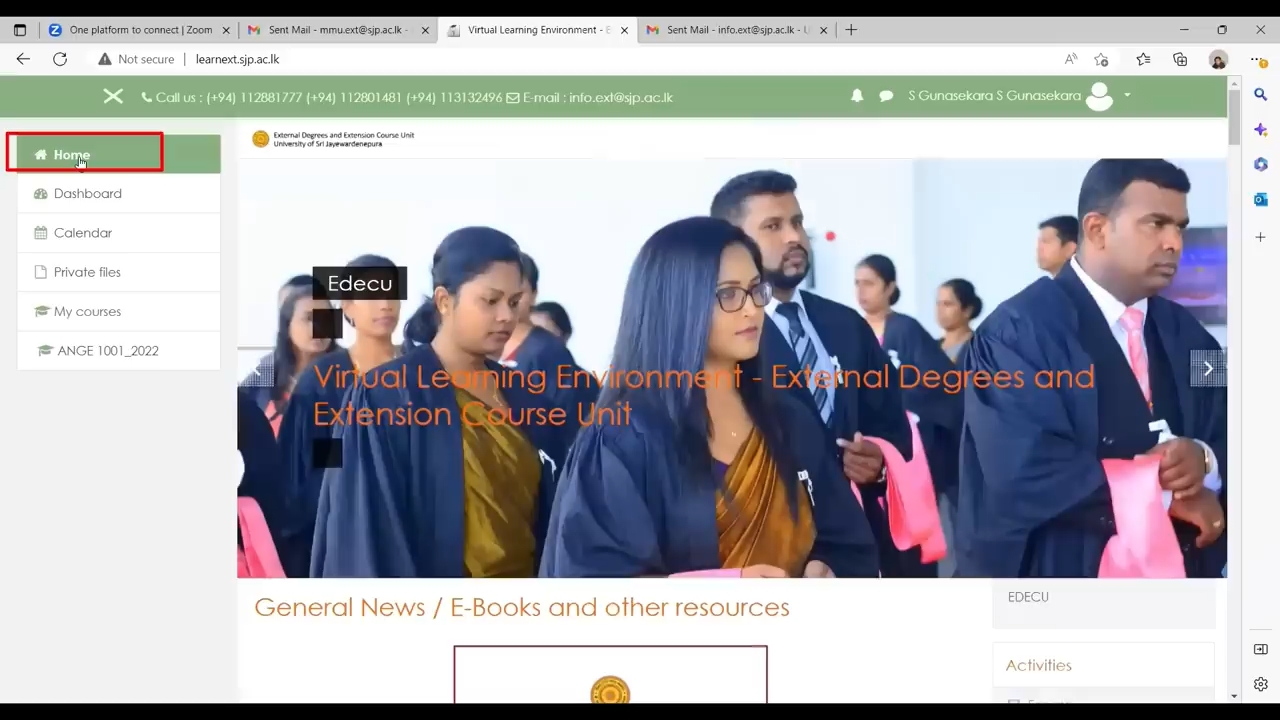 One platform to connect | Zoom
Sent Mail - mmu.ext@sjp.ac.lk -
Virtual Learning Environment - E
Sent Mail - info.ext@sjp.ac.lk - U
Not secure
learnext.sjp.ac.lk
Call us : (+94) 112881777 (+94) 112801481 (+94) 113132496 E-mail : info.ext@sjp.ac.lk
S Gunasekara S Gunasekara
External Degrees and Extension Course Unit
University of Sri Jayewardenepura
Home
Dashboard
Calendar
Private files
My courses
ANGE 1001_2022
Edecu
Virtual Learning Environment - External Degrees and
Extension Course Unit
General News / E-Books and other resources
EDECU
Activities